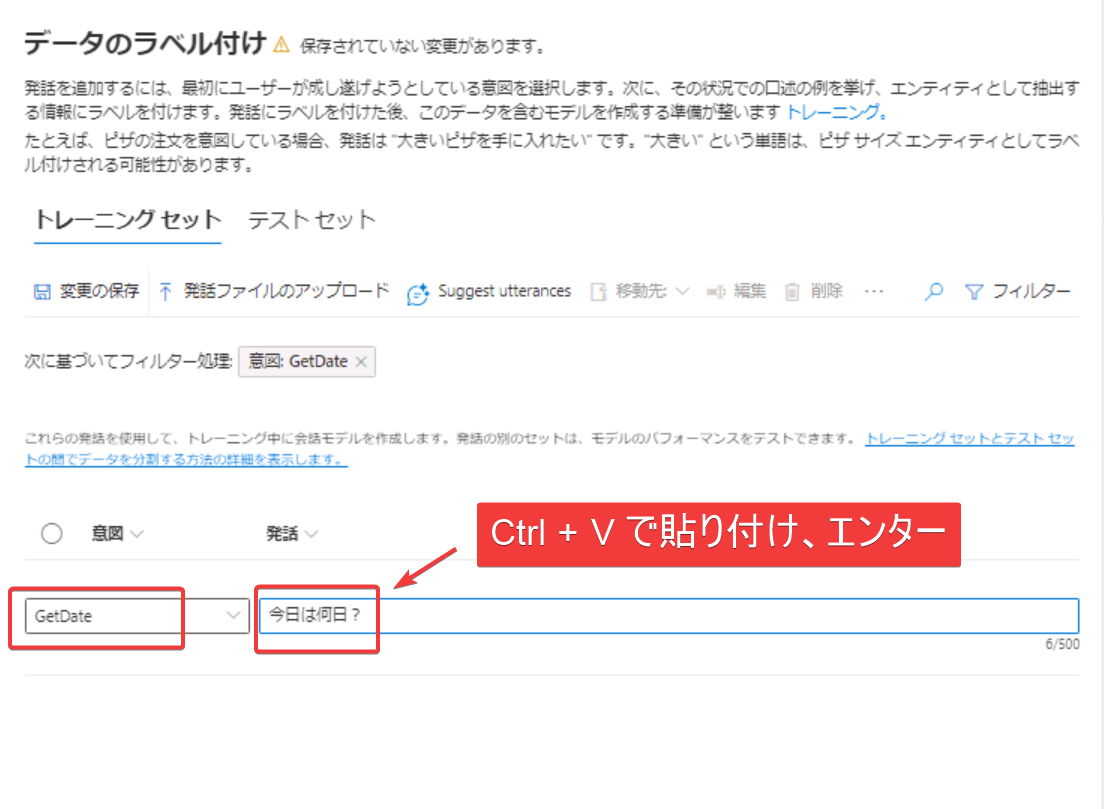 データのラベル付け 保存されていない変更があります。
発話を追加するには、最初にユーザーが成し遂げようとしている意図を選択します。次に、その状況での口述の例を挙げ、エンティティとして抽出す
る情報にラベルを付けます。発話にラベルを付けた後、このデータを含むモデルを作成する準備が整います トレーニング。
たとえば、ピザの注文を意図している場合、発話は "大きいピザを手に入れたい" です。"大きい" という単語は、ピザ サイズ エンティティとしてラベ
ル付けされる可能性があります。
トレーニング セット テスト セット
変更の保存 発話ファイルのアップロード Suggest utterances 移動先: 編集 削除 … フィルター
次に基づいてフィルター処理: 意図: GetDate ×
これらの発話を使用して、トレーニング中に会話モデルを作成します。発話の別のセットは、モデルのパフォーマンスをテストできます。 トレーニング セットとテスト セッ
トの間でデータを分割する方法の詳細を表示します。
意図 発話
Ctrl + V で貼り付け、エンター
GetDate 今日は何日？
6/500